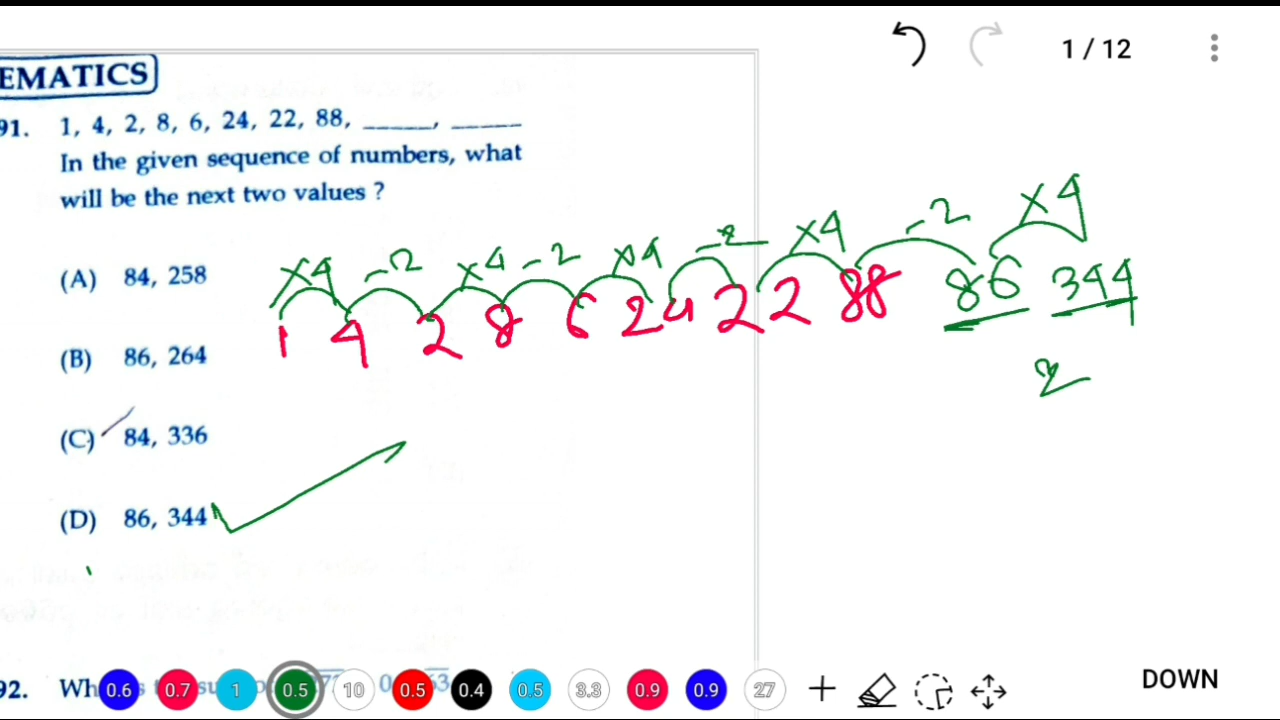 1 / 12
EMATICS
91. 1, 4, 2, 8, 6, 24, 22, 88, _____, _____
In the given sequence of numbers, what
will be the next two values ?
(A) 84, 258
(B) 86, 264
(C) 84, 336
(D) 86, 344
×4 -2 ×4 -2 ×4 -2 ×4 -2 ×4
1 4 2 8 6 24 22 88 86 344
2
92. Wh
0.6 0.7 1 0.5 10 0.5 0.4 0.5 3.3 0.9 0.9 27 + DOWN